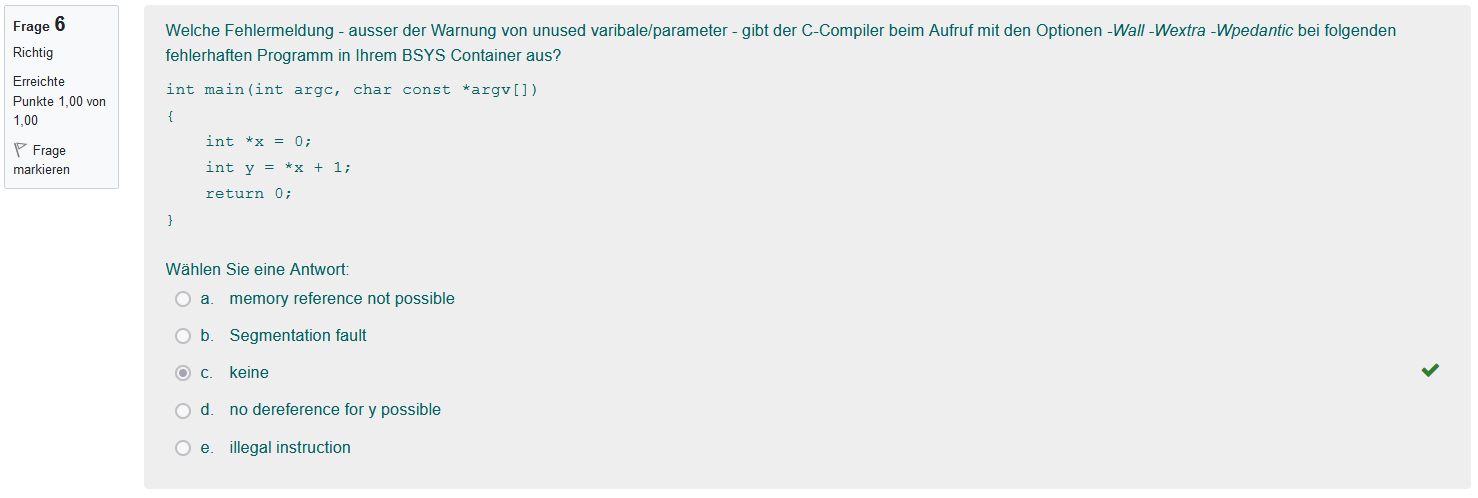 Frage 6
Richtig
Erreichte
Punkte 1,00 von
1,00
Frage
markieren
Welche Fehlermeldung - ausser der Warnung von unused varibale/parameter - gibt der C-Compiler beim Aufruf mit den Optionen -Wall -Wextra -Wpedantic bei folgenden
fehlerhaften Programm in Ihrem BSYS Container aus?
int main(int argc, char const *argv[])
{
    int *x = 0;
    int y = *x + 1;
    return 0;
}
Wählen Sie eine Antwort:
a. memory reference not possible
b. Segmentation fault
c. keine
d. no dereference for y possible
e. illegal instruction